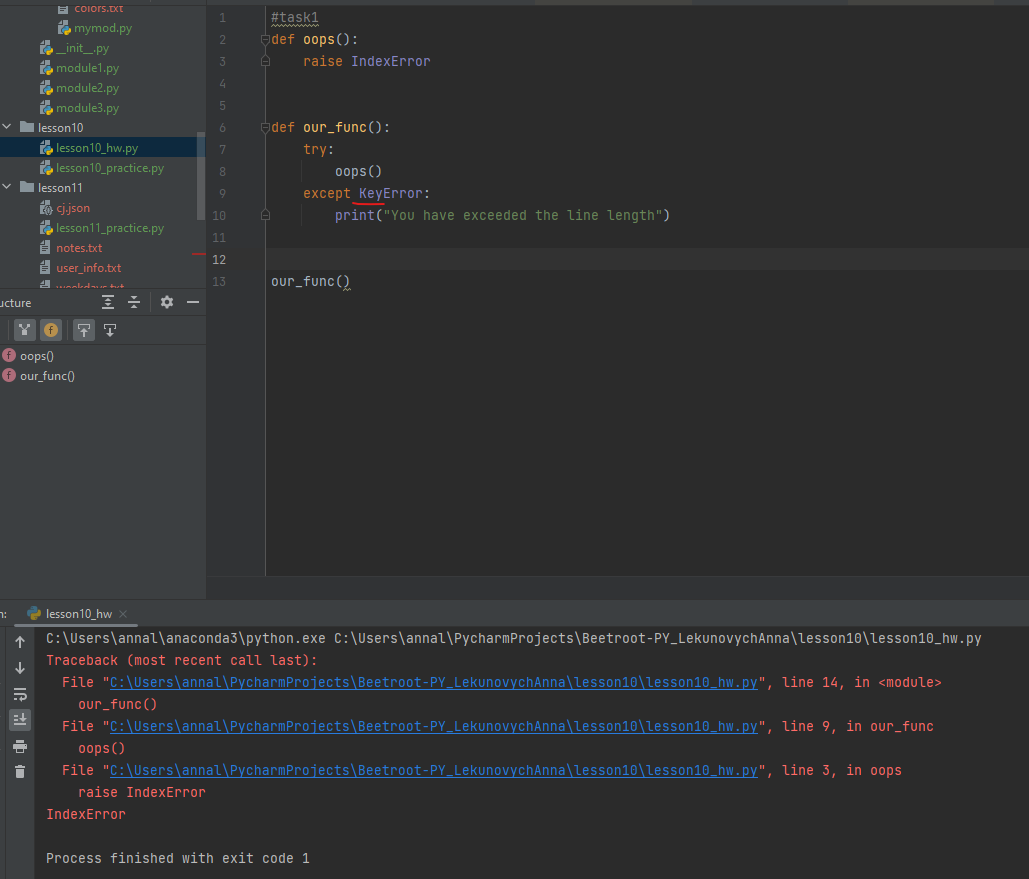 colors.txt
mymod.py
__init__.py
module1.py
module2.py
module3.py
lesson10
lesson10_hw.py
lesson10_practice.py
lesson11
cj.json
lesson11_practice.py
notes.txt
user_info.txt
weekdays.txt
ucture
f
f oops()
f our_func()
1 #task1
2 def oops():
3 raise IndexError
4
5
6 def our_func():
7 try:
8 oops()
9 except KeyError:
10 print("You have exceeded the line length")
11
12
13 our_func()
n: lesson10_hw
C:\Users\annal\anaconda3\python.exe C:\Users\annal\PycharmProjects\Beetroot-PY_LekunovychAnna\lesson10\lesson10_hw.py
Traceback (most recent call last):
File "C:\Users\annal\PycharmProjects\Beetroot-PY_LekunovychAnna\lesson10\lesson10_hw.py", line 14, in <module>
our_func()
File "C:\Users\annal\PycharmProjects\Beetroot-PY_LekunovychAnna\lesson10\lesson10_hw.py", line 9, in our_func
oops()
File "C:\Users\annal\PycharmProjects\Beetroot-PY_LekunovychAnna\lesson10\lesson10_hw.py", line 3, in oops
raise IndexError
IndexError
Process finished with exit code 1